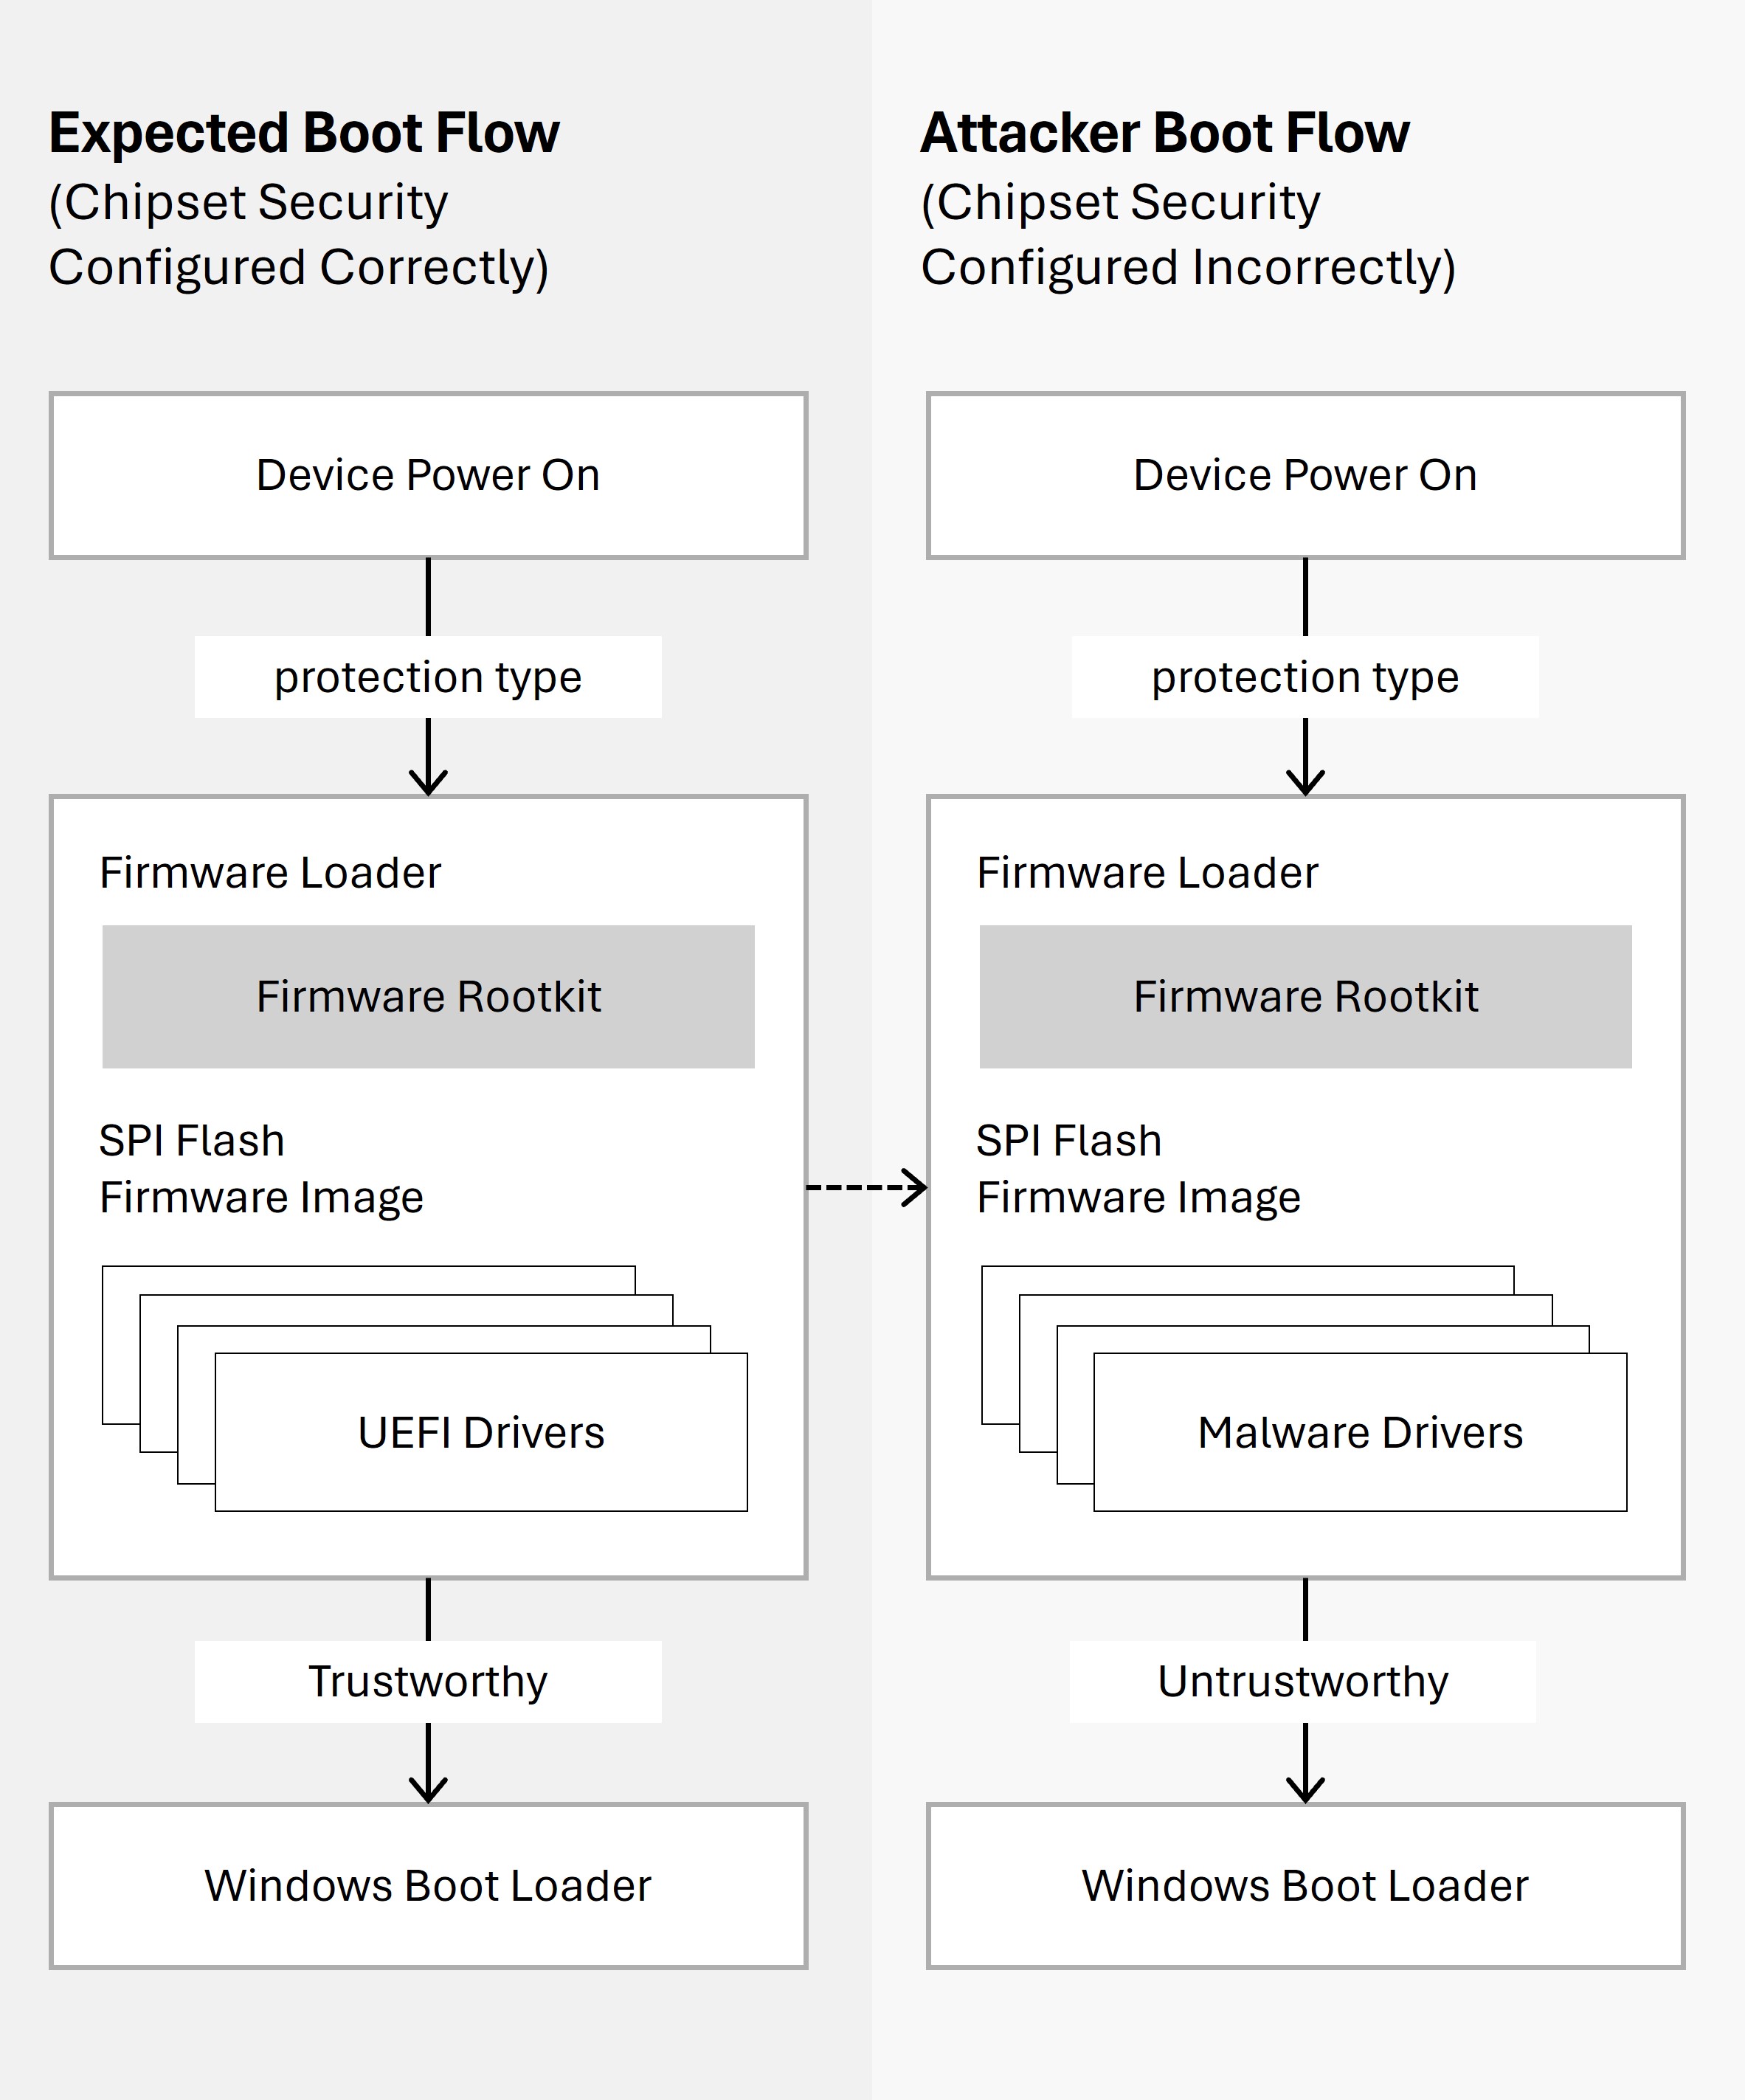 Expected Boot Flow
(Chipset Security
Configured Correctly)
Device Power On
protection type
Firmware Loader
Firmware Rootkit
SPI Flash
Firmware Image
UEFI Drivers
Trustworthy
Windows Boot Loader
Attacker Boot Flow
(Chipset Security
Configured Incorrectly)
Device Power On
protection type
Firmware Loader
Firmware Rootkit
SPI Flash
Firmware Image
Malware Drivers
Untrustworthy
Windows Boot Loader